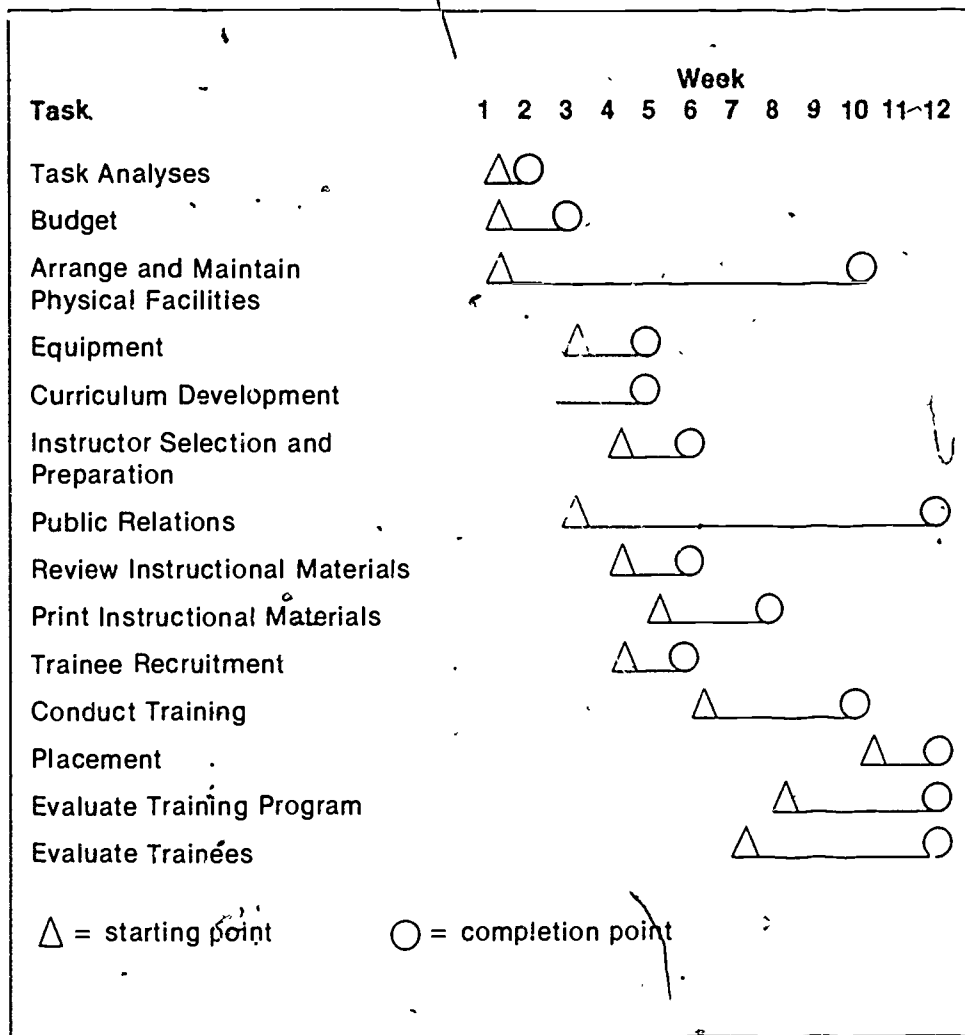 Week
Task 1 2 3 4 5 6 7 8 9 10 11 12
Task Analyses
Budget
Arrange and Maintain
Physical Facilities
Equipment
Curriculum Development
Instructor Selection and
Preparation
Public Relations
Review Instructional Materials
Print Instructional Materials
Trainee Recruitment
Conduct Training
Placement
Evaluate Training Program
Evaluate Trainees
△ = starting point ○ = completion point